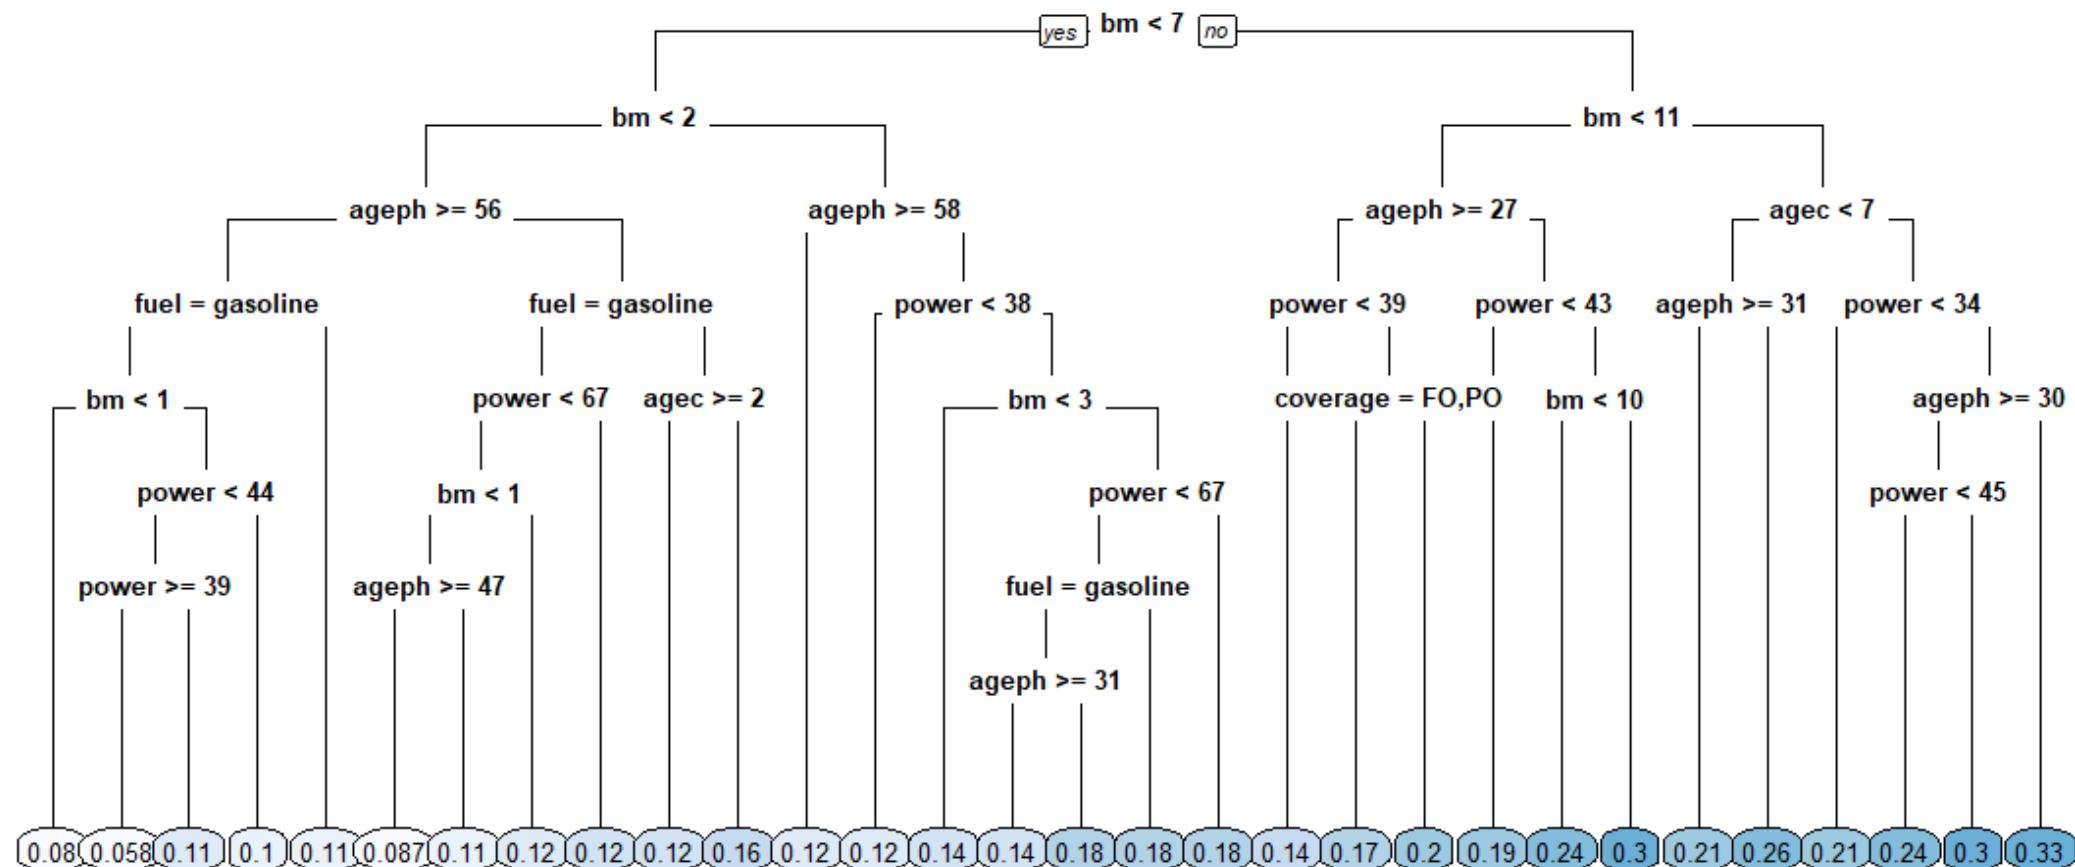 yes bm < 7 no
bm < 2 bm < 11
ageph >= 56 ageph >= 58 ageph >= 27 agec < 7
fuel = gasoline fuel = gasoline power < 38 power < 39 power < 43 ageph >= 31 power < 34
bm < 1 power < 67 agec >= 2 bm < 3 coverage = FO,PO bm < 10 ageph >= 30
power < 44 bm < 1 power < 67 power < 45
power >= 39 ageph >= 47 fuel = gasoline
ageph >= 31
0.08 0.058 0.11 0.1 0.11 0.087 0.11 0.12 0.12 0.12 0.16 0.12 0.12 0.14 0.14 0.18 0.18 0.18 0.14 0.17 0.2 0.19 0.24 0.3 0.21 0.26 0.21 0.24 0.3 0.33